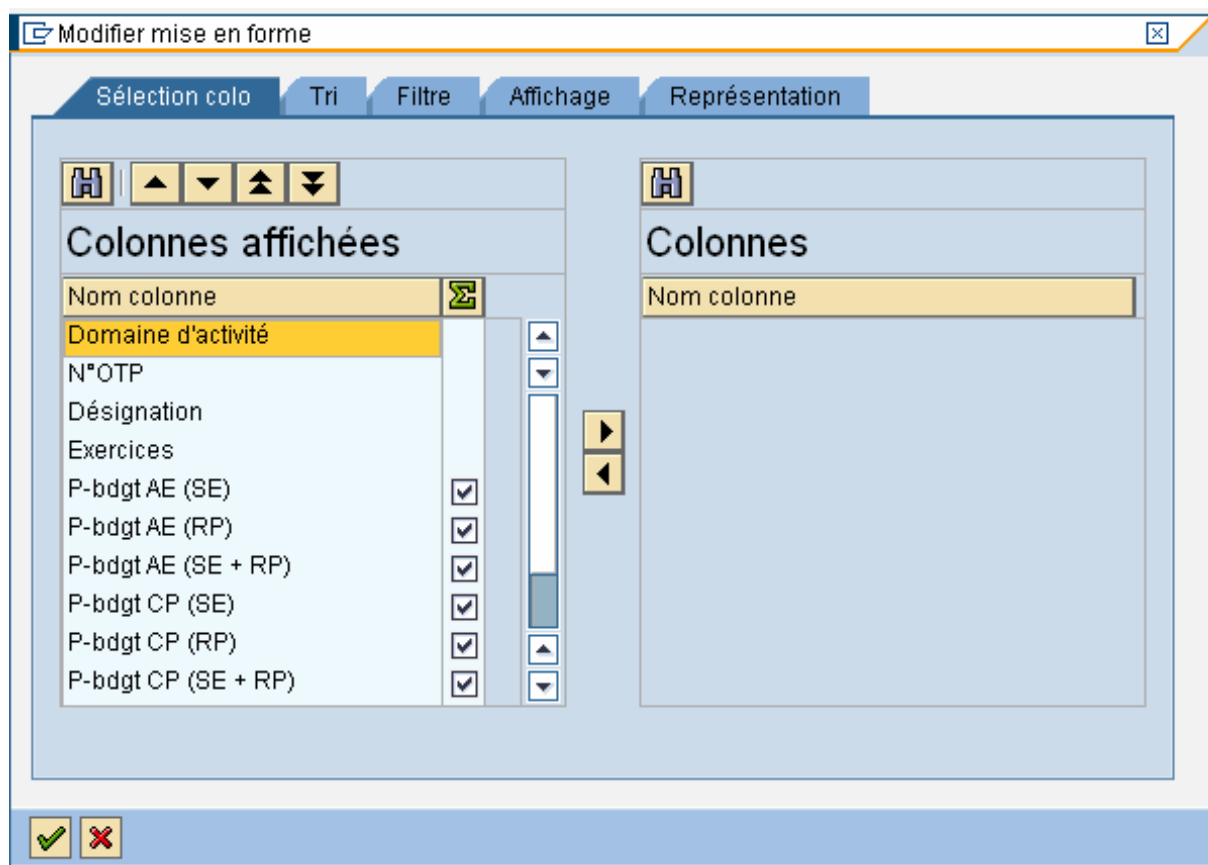 Modifier mise en forme
Sélection colo Tri Filtre Affichage Représentation
Colonnes affichées
Nom colonne
Domaine d'activité
N°OTP
Désignation
Exercices
P-bdgt AE (SE)
P-bdgt AE (RP)
P-bdgt AE (SE + RP)
P-bdgt CP (SE)
P-bdgt CP (RP)
P-bdgt CP (SE + RP)
Colonnes
Nom colonne